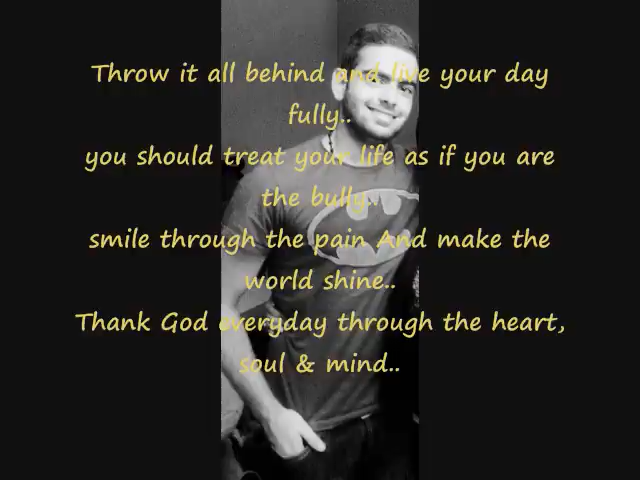 Throw it all behind and live your day
fully..
you should treat your life as if you are
the bully..
smile through the pain And make the
world shine..
Thank God everyday through the heart,
soul & mind..